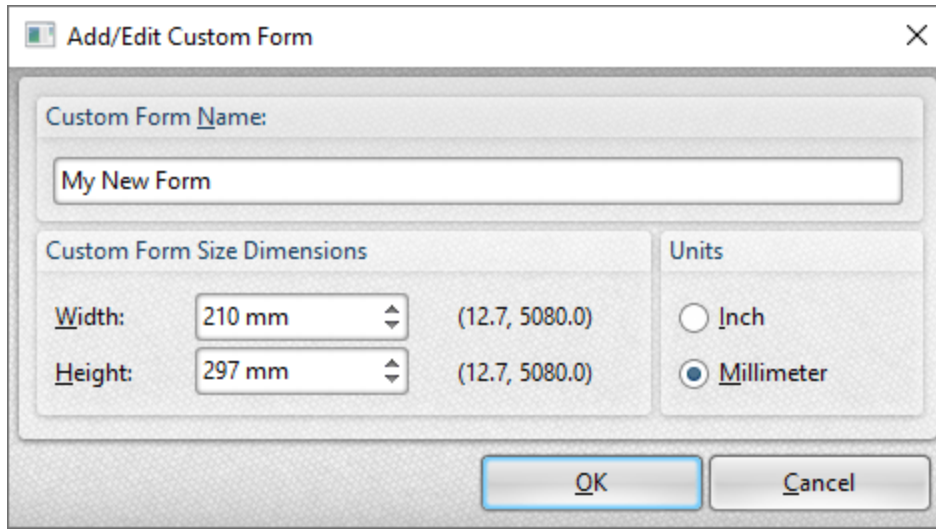 Add/Edit Custom Form
Custom Form Name:
My New Form
Custom Form Size Dimensions
Units
Width: 210 mm (12.7, 5080.0)
Inch
Height: 297 mm (12.7, 5080.0)
Millimeter
OK
Cancel